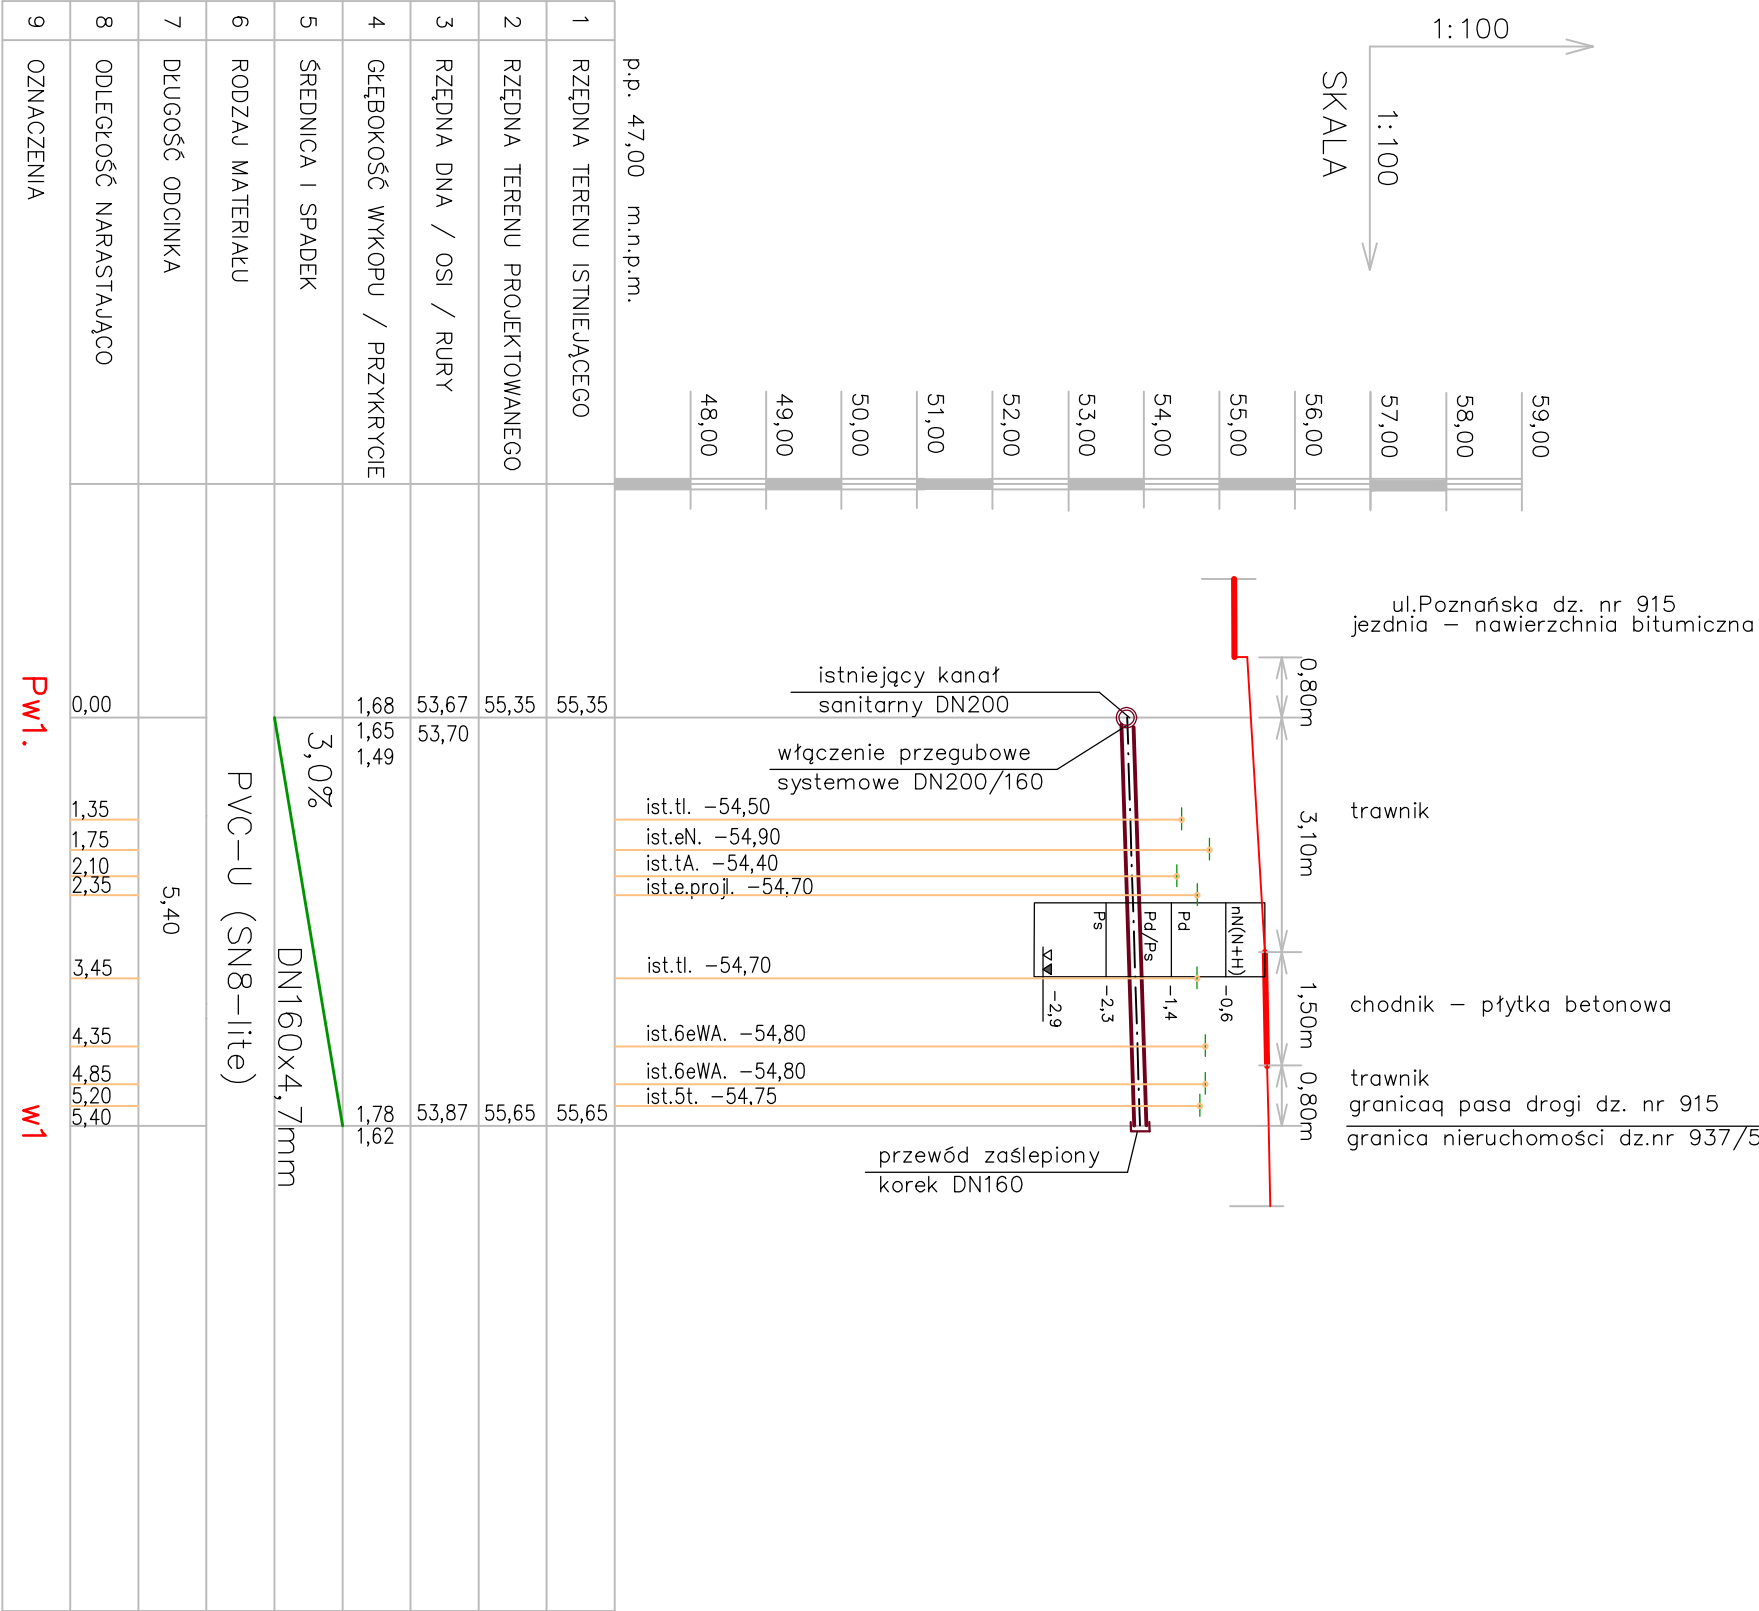 1:100
1:100
SKALA
59,00
58,00
57,00
56,00
55,00
54,00
53,00
52,00
51,00
50,00
49,00
48,00
p.p. 47,00 m.n.p.m.
1 RZĘDNA TERENU ISTNIEJĄCEGO
55,35
55,65
2 RZĘDNA TERENU PROJEKTOWANEGO
55,35
55,65
3 RZĘDNA DNA / OSI / RURY
53,67
53,70
53,87
4 GŁĘBOKOŚĆ WYKOPU / PRZYKRYCIE
1,68
1,65
1,49
1,78
1,62
5 ŚREDNICA I SPADEK
3,0%
DN160x4,7mm
6 RODZAJ MATERIAŁU
PVC-U (SN8-lite)
7 DŁUGOŚĆ ODCINKA
5,40
8 ODLEGŁOŚĆ NARASTAJĄCO
0,00
1,35
1,75
2,10
2,35
3,45
4,35
4,85
5,20
5,40
9 OZNACZENIA
Pw1.
w1
ul.Poznańska dz. nr 915
jezdnia – nawierzchnia bitumiczna
trawnik
chodnik – płytka betonowa
trawnik
granicaq pasa drogi dz. nr 915
granica nieruchomości dz.nr 937/5
0,80m
3,10m
1,50m
0,80m
istniejący kanał
sanitarny DN200
włączenie przegubowe
systemowe DN200/160
ist.tl. -54,50
ist.eN. -54,90
ist.tA. -54,40
ist.e.projl. -54,70
ist.tl. -54,70
ist.6eWA. -54,80
ist.6eWA. -54,80
ist.5t. -54,75
nN(N+H)
Pd
Pd/Ps
Ps
-0,6
-1,4
-2,3
-2,9
przewód zaślepiony
korek DN160